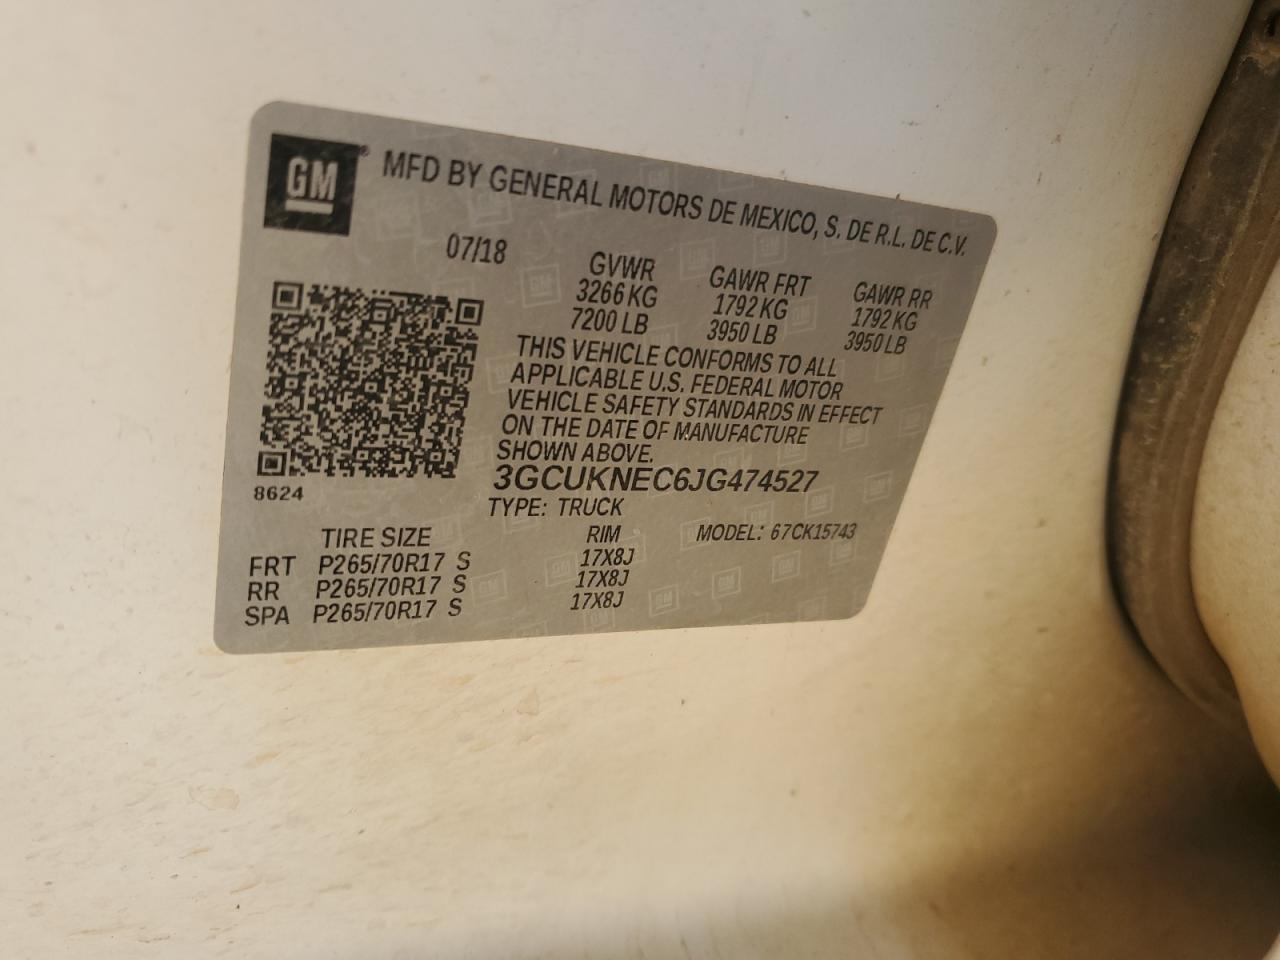 GM®
MFD BY GENERAL MOTORS DE MEXICO, S. DE R.L. DE C.V.
07/18 GVWR GAWR FRT GAWR RR
3266 KG 1792 KG 1792 KG
7200 LB 3950 LB 3950 LB
THIS VEHICLE CONFORMS TO ALL
APPLICABLE U.S. FEDERAL MOTOR
VEHICLE SAFETY STANDARDS IN EFFECT
ON THE DATE OF MANUFACTURE
SHOWN ABOVE.
3GCUKNEC6JG474527
8624
TYPE: TRUCK
TIRE SIZE RIM MODEL: 67CK15743
FRT P265/70R17 S 17X8J
RR P265/70R17 S 17X8J
SPA P265/70R17 S 17X8J